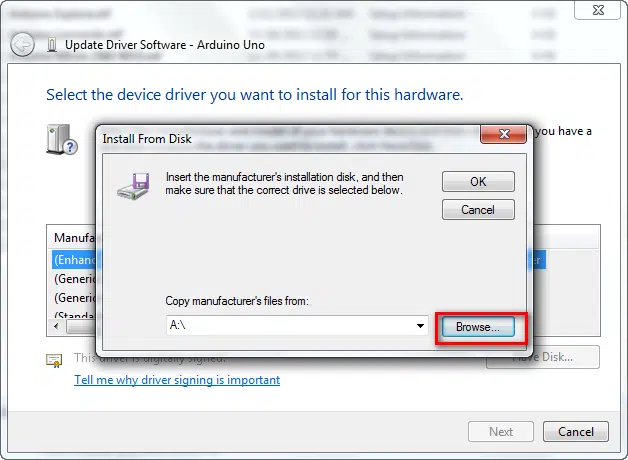 Update Driver Software - Arduino Uno
Select the device driver you want to install for this hardware.
you have a
Install From Disk
Insert the manufacturer's installation disk, and then
make sure that the correct drive is selected below.
OK
Cancel
Manufa
(Enhanc
(Generic
(Generic
(Standa
Copy manufacturer's files from:
A:\
Browse...
This driver is digitally signed.
Have Disk...
Tell me why driver signing is important
Next
Cancel